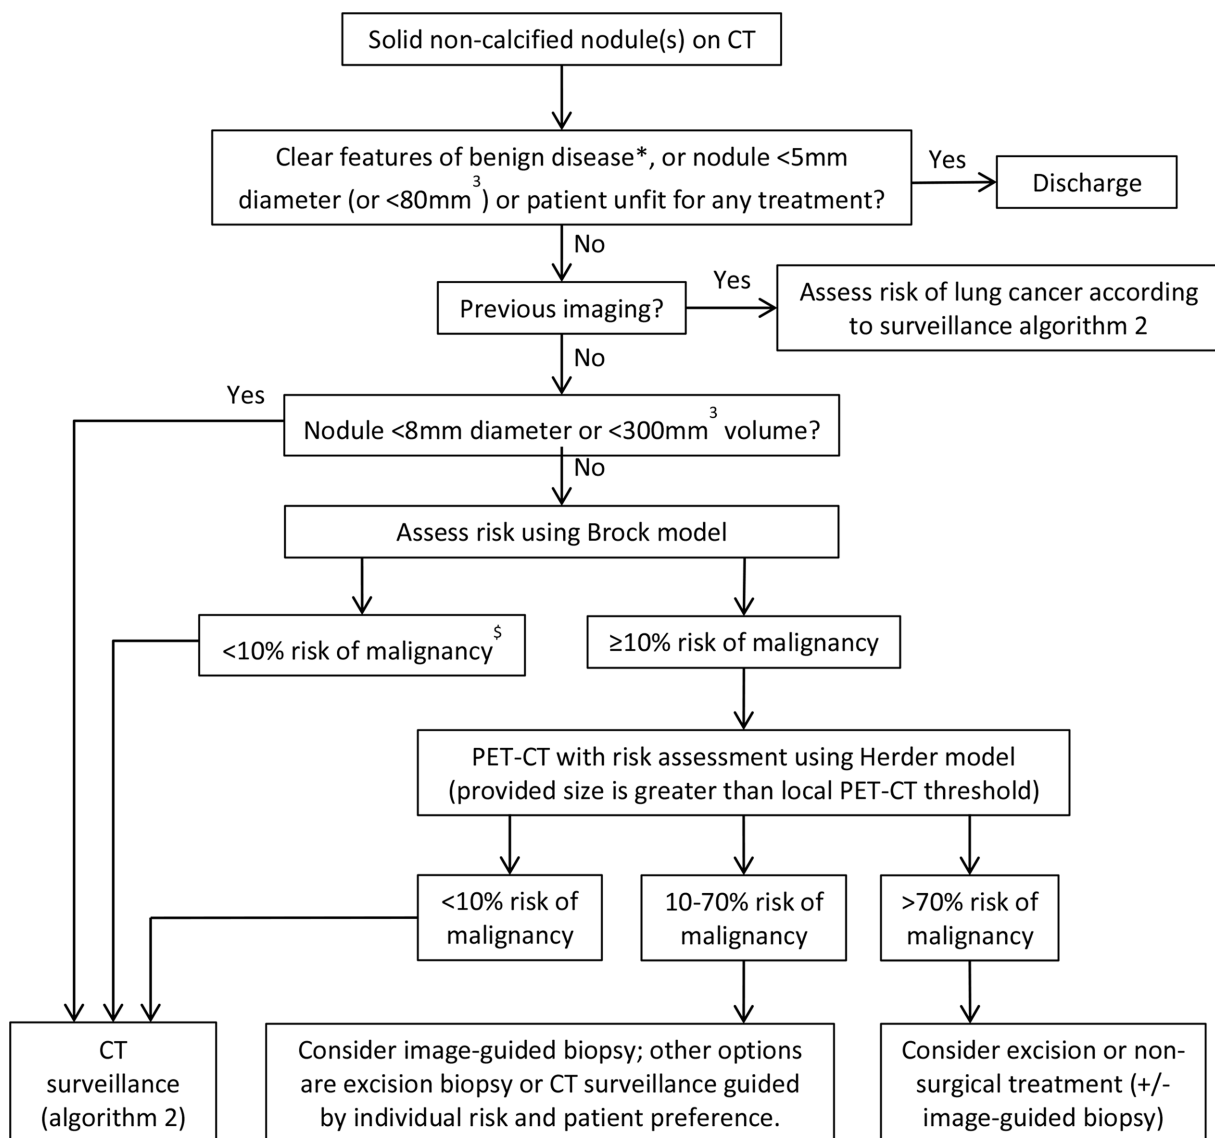 Solid non-calcified nodule(s) on CT
Clear features of benign disease*, or nodule <5mm
diameter (or <80mm³) or patient unfit for any treatment?
Yes
Discharge
No
Previous imaging?
Yes
Assess risk of lung cancer according
to surveillance algorithm 2
No
Yes
Nodule <8mm diameter or <300mm³ volume?
No
Assess risk using Brock model
<10% risk of malignancy$
≥10% risk of malignancy
PET-CT with risk assessment using Herder model
(provided size is greater than local PET-CT threshold)
<10% risk of
malignancy
10-70% risk of
malignancy
>70% risk of
malignancy
CT
surveillance
(algorithm 2)
Consider image-guided biopsy; other options
are excision biopsy or CT surveillance guided
by individual risk and patient preference.
Consider excision or non-
surgical treatment (+/-
image-guided biopsy)